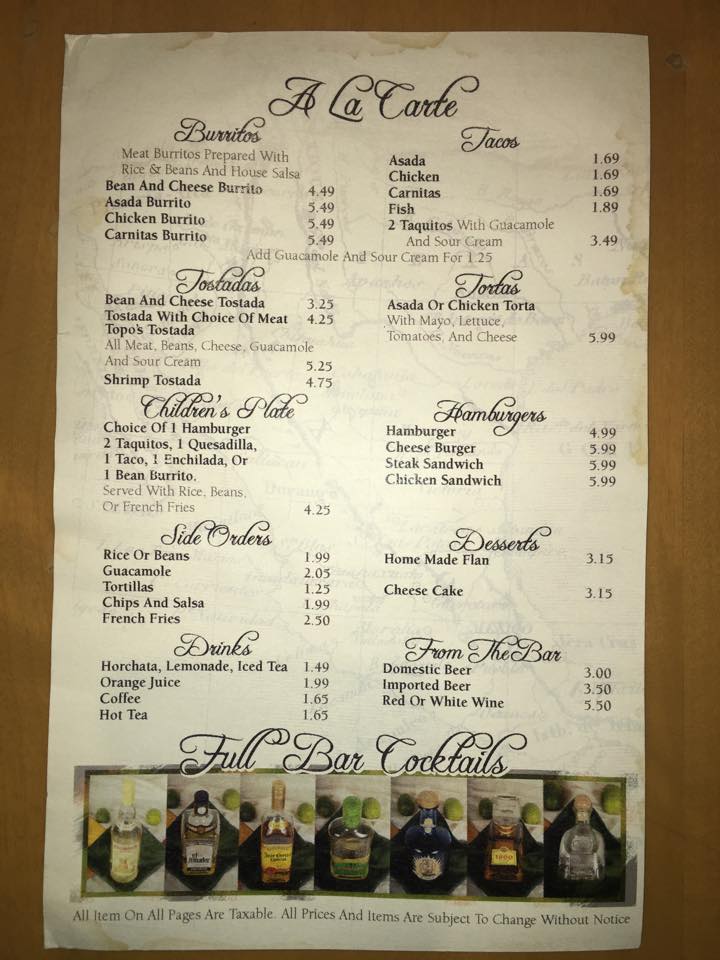 A La Carte
Burritos
Meat Burritos Prepared With
Rice & Beans And House Salsa
Bean And Cheese Burrito 4.49
Asada Burrito 5.49
Chicken Burrito 5.49
Carnitas Burrito 5.49
Tacos
Asada 1.69
Chicken 1.69
Carnitas 1.69
Fish 1.89
2 Taquitos With Guacamole
And Sour Cream 3.49
Add Guacamole And Sour Cream For 1.25
Tostadas
Bean And Cheese Tostada 3.25
Tostada With Choice Of Meat 4.25
Topo's Tostada
All Meat, Beans, Cheese, Guacamole
And Sour Cream 5.25
Shrimp Tostada 4.75
Tortas
Asada Or Chicken Torta
With Mayo, Lettuce,
Tomatoes, And Cheese 5.99
Children's Plate
Choice Of 1 Hamburger
2 Taquitos, 1 Quesadilla,
1 Taco, 1 Enchilada, Or
1 Bean Burrito.
Served With Rice, Beans,
Or French Fries 4.25
Hamburgers
Hamburger 4.99
Cheese Burger 5.99
Steak Sandwich 5.99
Chicken Sandwich 5.99
Side Orders
Rice Or Beans 1.99
Guacamole 2.05
Tortillas 1.25
Chips And Salsa 1.99
French Fries 2.50
Desserts
Home Made Flan 3.15
Cheese Cake 3.15
Drinks
Horchata, Lemonade, Iced Tea 1.49
Orange Juice 1.99
Coffee 1.65
Hot Tea 1.65
From The Bar
Domestic Beer 3.00
Imported Beer 3.50
Red Or White Wine 5.50
Full Bar Cocktails
All Item On All Pages Are Taxable. All Prices And Items Are Subject To Change Without Notice